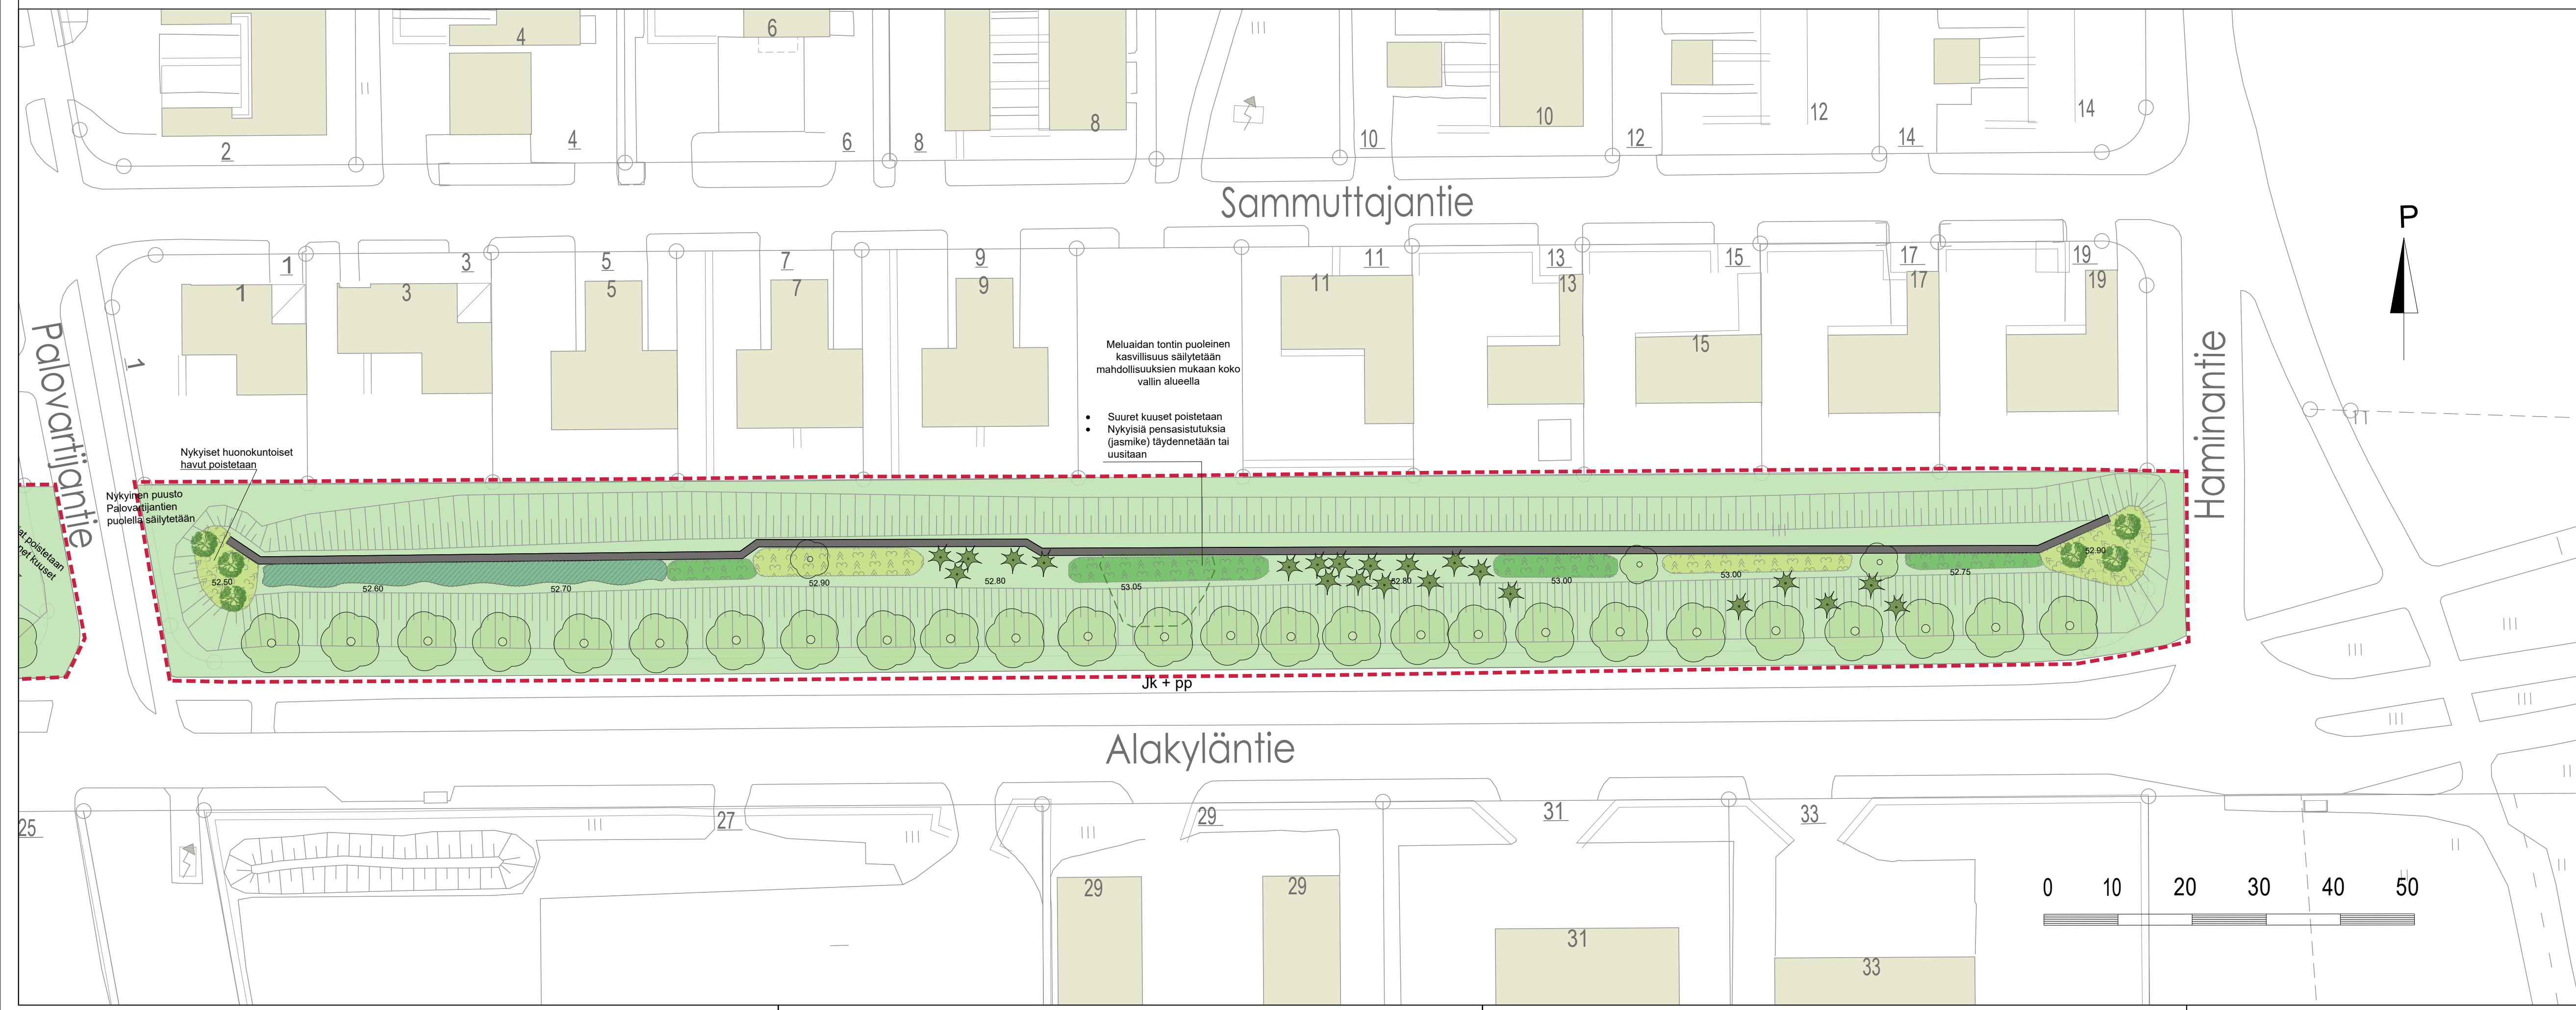 4
6
8
10
12
14
2
4
6
8
10
12
14
Sammuttajantie
P
1
3
5
7
9
11
13
15
17
19
1
3
5
7
9
11
13
15
17
19
1
Palovartijantie
Haminantie
11
Meluaidan tontin puoleinen
kasvillisuus säilytetään
mahdollisuuksien mukaan koko
vallin alueella
• Suuret kuuset poistetaan
• Nykyisiä pensasistutuksia
(jasmike) täydennetään tai
uusitaan
Nykyiset huonokuntoiset
havut poistetaan
Nykyinen puusto
Palovartijantien
puolella säilytetään
at poistetaan
et kuuset
52.50
52.60
52.70
52.90
52.80
53.05
52.80
53.00
53.00
52.75
52.90
Jk + pp
Alakyläntie
25
27
29
31
33
29
29
31
33
0 10 20 30 40 50